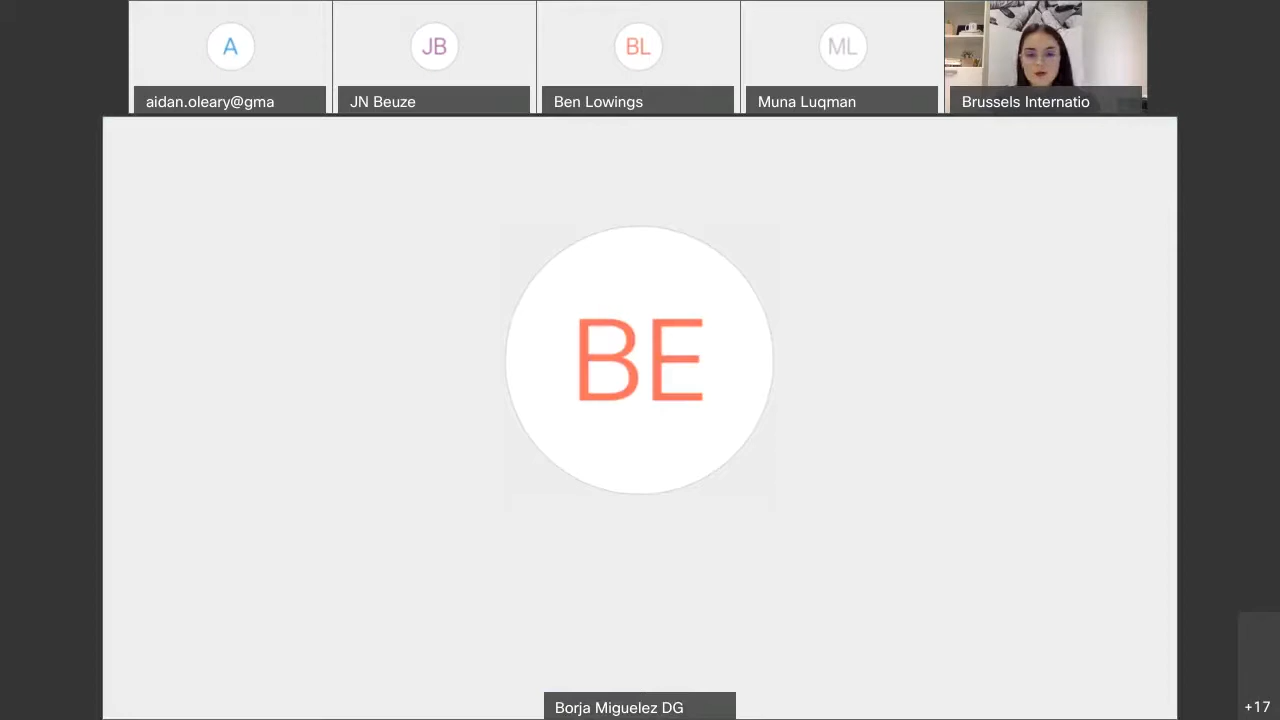 A
JB
BL
ML
aidan.oleary@gma
JN Beuze
Ben Lowings
Muna Luqman
Brussels Internatio
BE
Borja Miguelez DG
+17